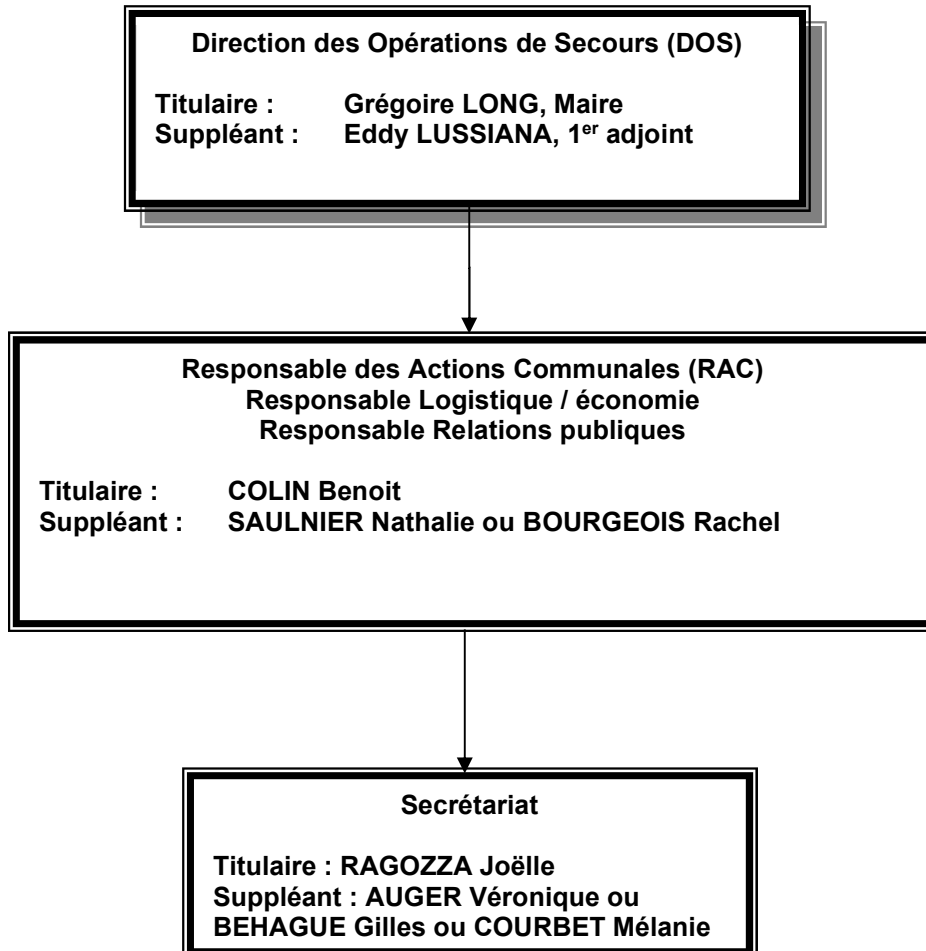 Direction des Opérations de Secours (DOS)
Titulaire : Grégoire LONG, Maire
Suppléant : Eddy LUSSIANA, 1er adjoint
Responsable des Actions Communales (RAC)
Responsable Logistique / économie
Responsable Relations publiques
Titulaire : COLIN Benoit
Suppléant : SAULNIER Nathalie ou BOURGEOIS Rachel
Secrétariat
Titulaire : RAGOZZA Joëlle
Suppléant : AUGER Véronique ou
BEHAGUE Gilles ou COURBET Mélanie